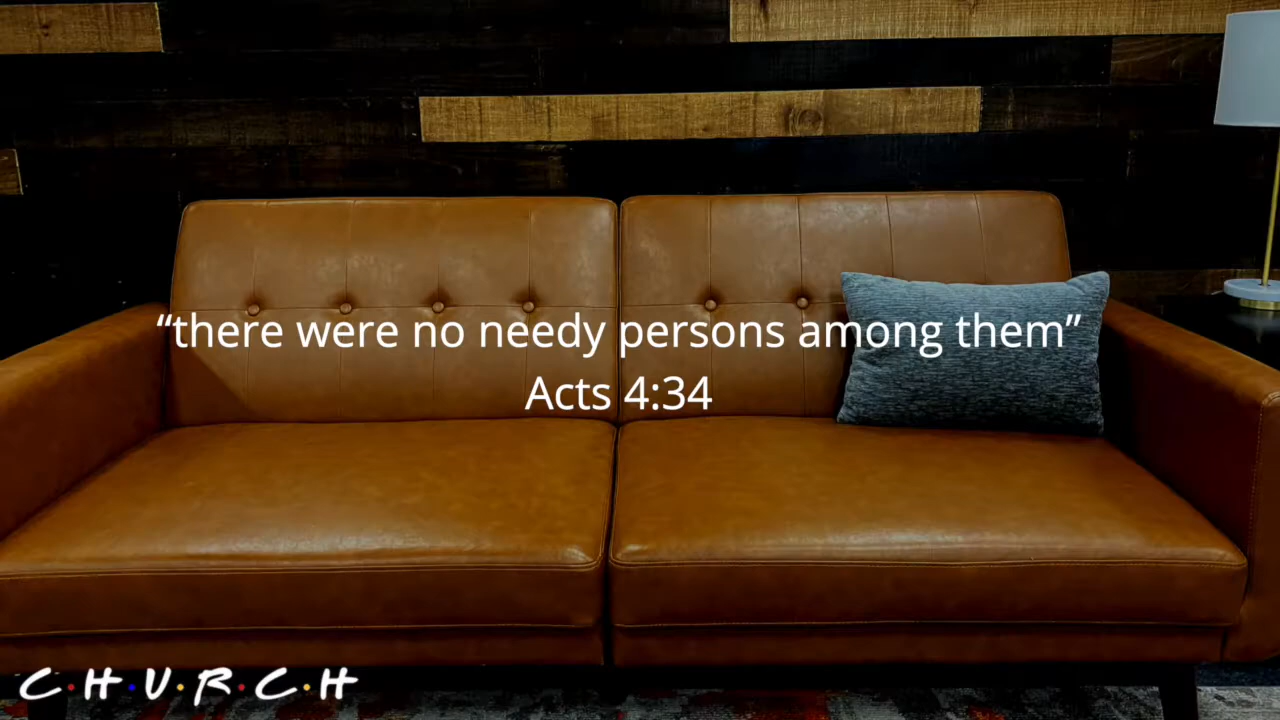 “there were no needy persons among them”
Acts 4:34
C·H·U·R·C·H